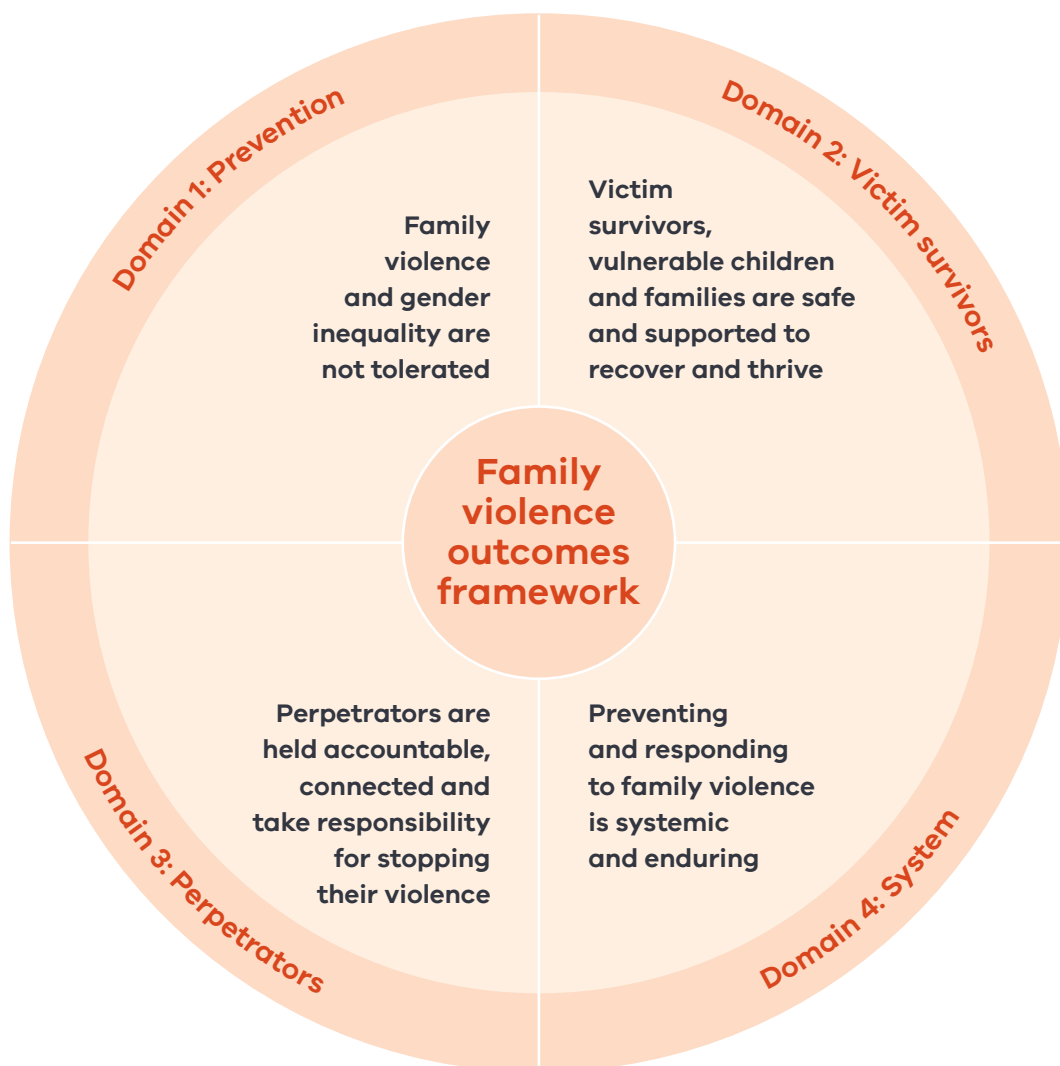 Domain 1: Prevention
Family
violence
and gender
inequality are
not tolerated
Domain 2: Victim survivors
Victim
survivors,
vulnerable children
and families are safe
and supported to
recover and thrive
Family
violence
outcomes
framework
Domain 3: Perpetrators
Perpetrators are
held accountable,
connected and
take responsibility
for stopping
their violence
Domain 4: System
Preventing
and responding
to family violence
is systemic
and enduring